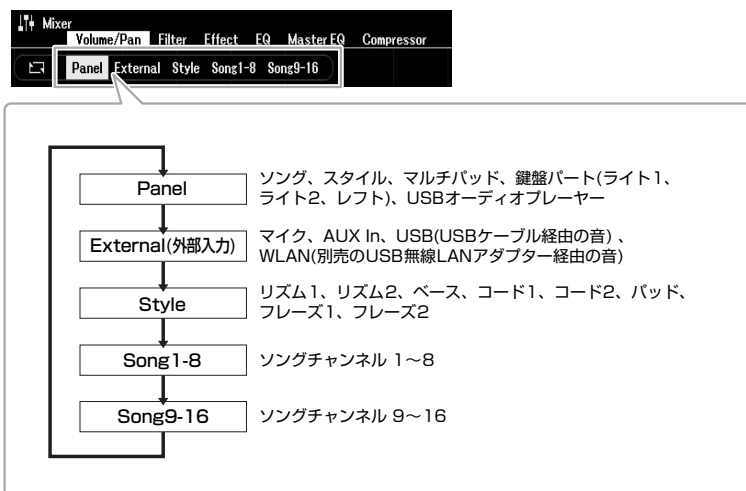 Mixer
Volume/Pan Filter Effect EQ Master EQ Compressor
Panel External Style Song1-8 Song9-16
Panel
ソング、スタイル、マルチパッド、鍵盤パート(ライト1、
ライト2、レフト)、USBオーディオプレーヤー
External(外部入力)
マイク、AUX In、USB(USBケーブル経由の音) 、
WLAN(別売のUSB無線LANアダプター経由の音)
Style
リズム1、リズム2、ベース、コード1、コード2、パッド、
フレーズ1、フレーズ2
Song1-8
ソングチャンネル 1～8
Song9-16
ソングチャンネル 9～16